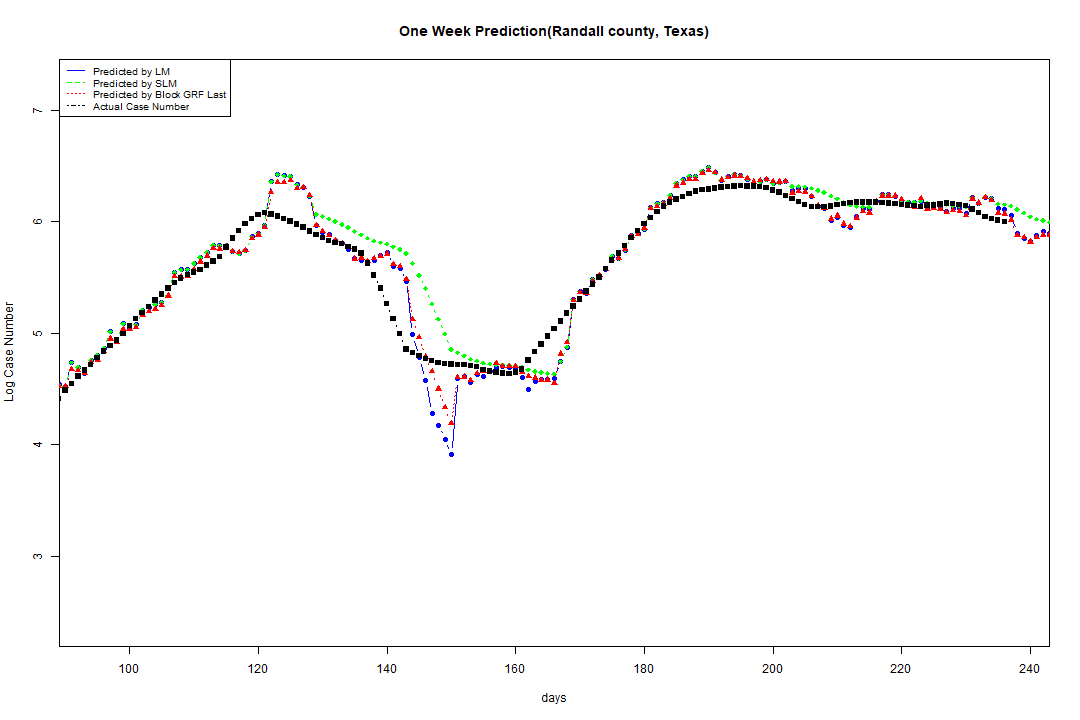 One Week Prediction(Randall county, Texas)
Predicted by LM
Predicted by SLM
Predicted by Block GRF Last
Actual Case Number
Log Case Number
7
6
5
4
3
100 120 140 160 180 200 220 240
days